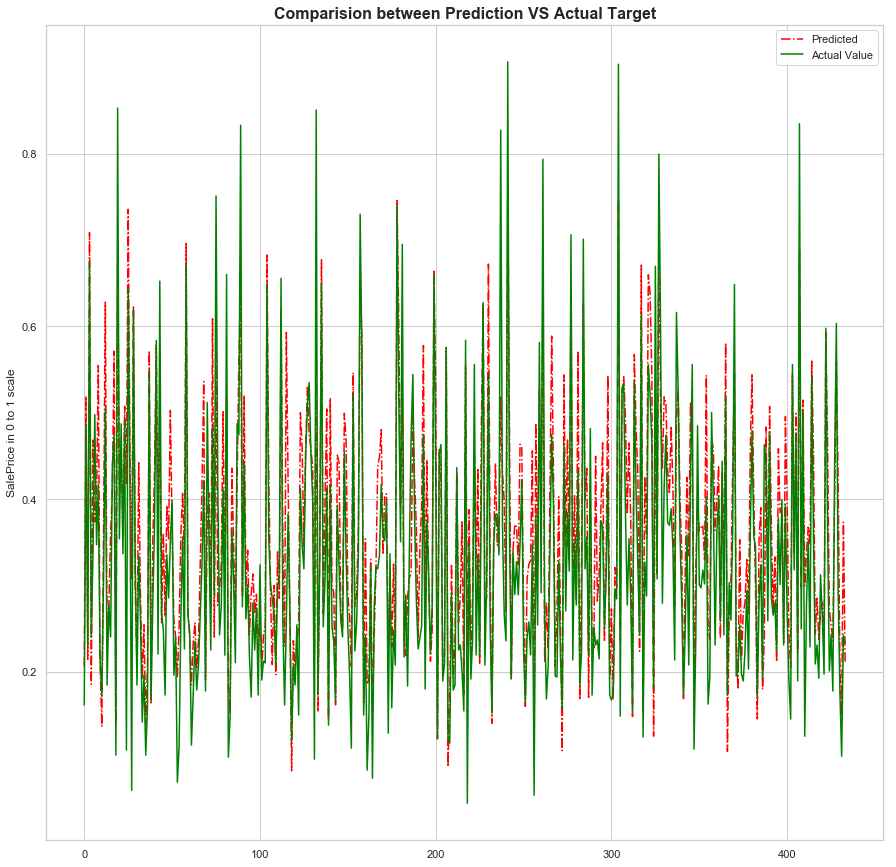 Comparision between Prediction VS Actual Target
Predicted
Actual Value
SalePrice in 0 to 1 scale
0.8
0.6
0.4
0.2
0 100 200 300 400